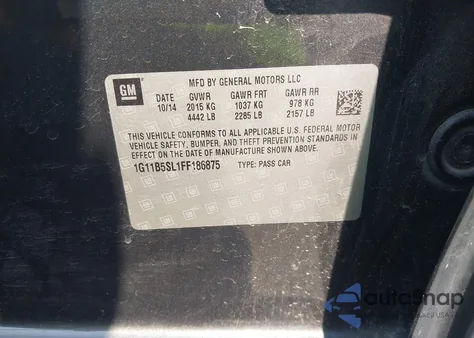 GM
MFD BY GENERAL MOTORS LLC
DATE GVWR GAWR FRT GAWR RR
10/14 2015 KG 1037 KG 978 KG
4442 LB 2285 LB 2157 LB
THIS VEHICLE CONFORMS TO ALL APPLICABLE U.S. FEDERAL MOTOR
VEHICLE SAFETY, BUMPER, AND THEFT PREVENTION STANDARDS IN
EFFECT ON THE DATE OF MANUFACTURE SHOWN ABOVE.
1G11B5SL1FF186875 TYPE: PASS CAR
autoSnap